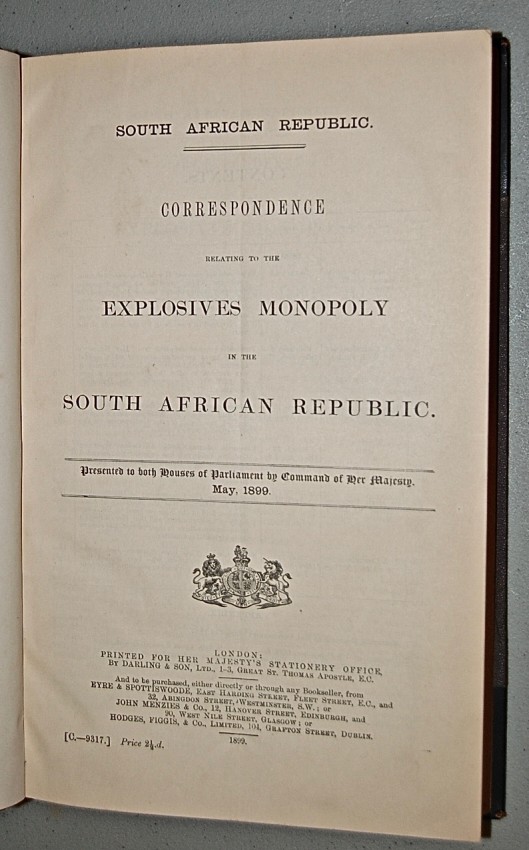 SOUTH AFRICAN REPUBLIC.
CORRESPONDENCE
RELATING TO THE
EXPLOSIVES MONOPOLY
IN THE
SOUTH AFRICAN REPUBLIC.
Presented to both Houses of Parliament by Command of Her Majesty.
May, 1899.
LONDON:
PRINTED FOR HER MAJESTY'S STATIONERY OFFICE,
BY DARLING & SON, LTD., 1-3, GREAT ST. THOMAS APOSTLE, E.C.
And to be purchased, either directly or through any Bookseller, from
EYRE & SPOTTISWOODE, EAST HARDING STREET, FLEET STREET, E.C., and
32, ABINGDON STREET, WESTMINSTER, S.W.; or
JOHN MENZIES & Co., 12, HANOVER STREET, EDINBURGH, and
90, WEST NILE STREET, GLASGOW; or
HODGES, FIGGIS, & Co., LIMITED, 104, GRAFTON STREET, DUBLIN.
1899.
[C.—9317.] Price 2½d.